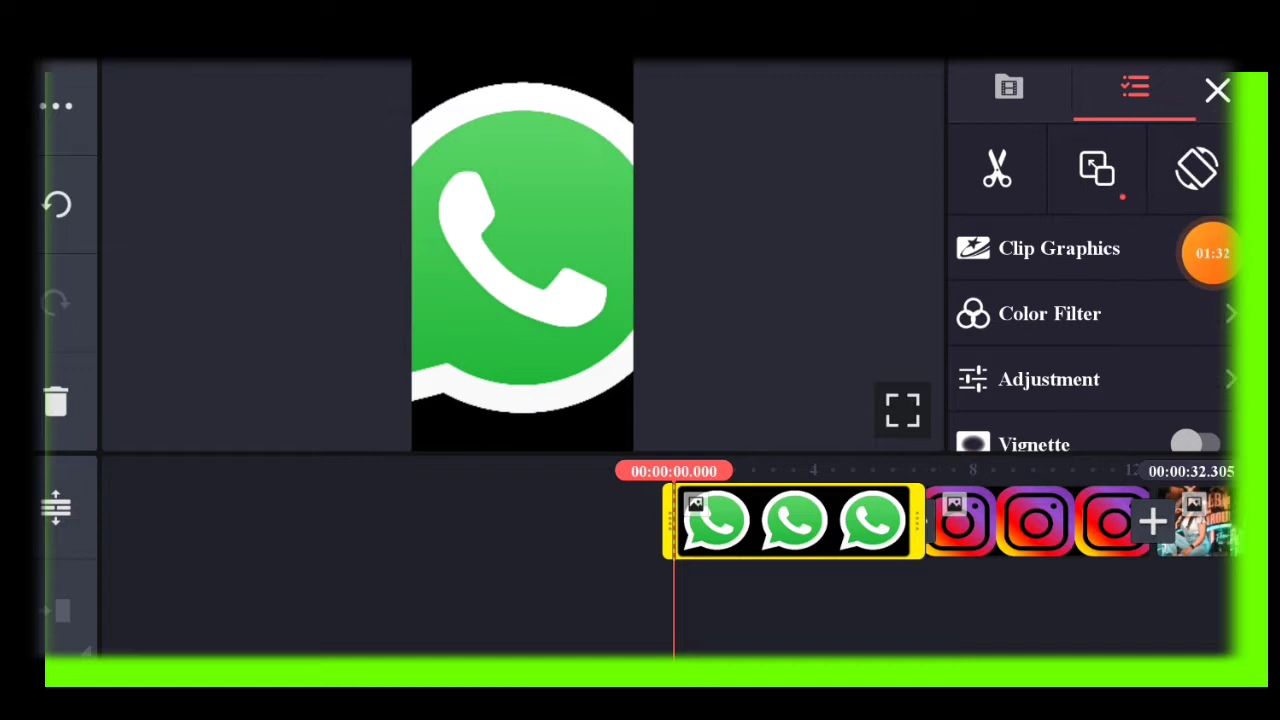 Clip Graphics
01:32
Color Filter
Adjustment
Vignette
00:00:00.000
4
8
12
00:00:32.305